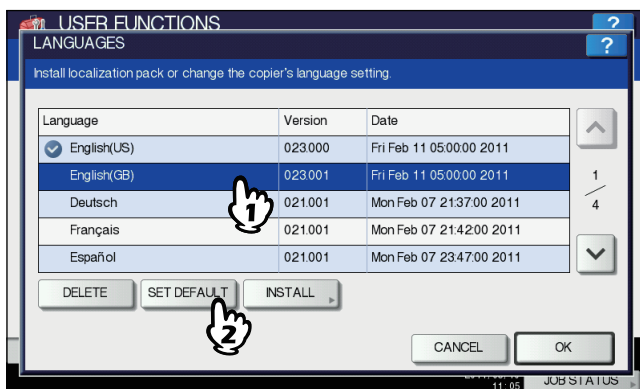 USER FUNCTIONS
?
LANGUAGES
?
Install localization pack or change the copier's language setting.
Language Version Date
English(US) 023.000 Fri Feb 11 05:00:00 2011
English(GB) 023.001 Fri Feb 11 05:00:00 2011
1
Deutsch 021.001 Mon Feb 07 21:37:00 2011
1
4
Français 021.001 Mon Feb 07 21:42:00 2011
Español 021.001 Mon Feb 07 23:47:00 2011
DELETE SET DEFAULT INSTALL
2
CANCEL OK
11:05 JOB STATUS